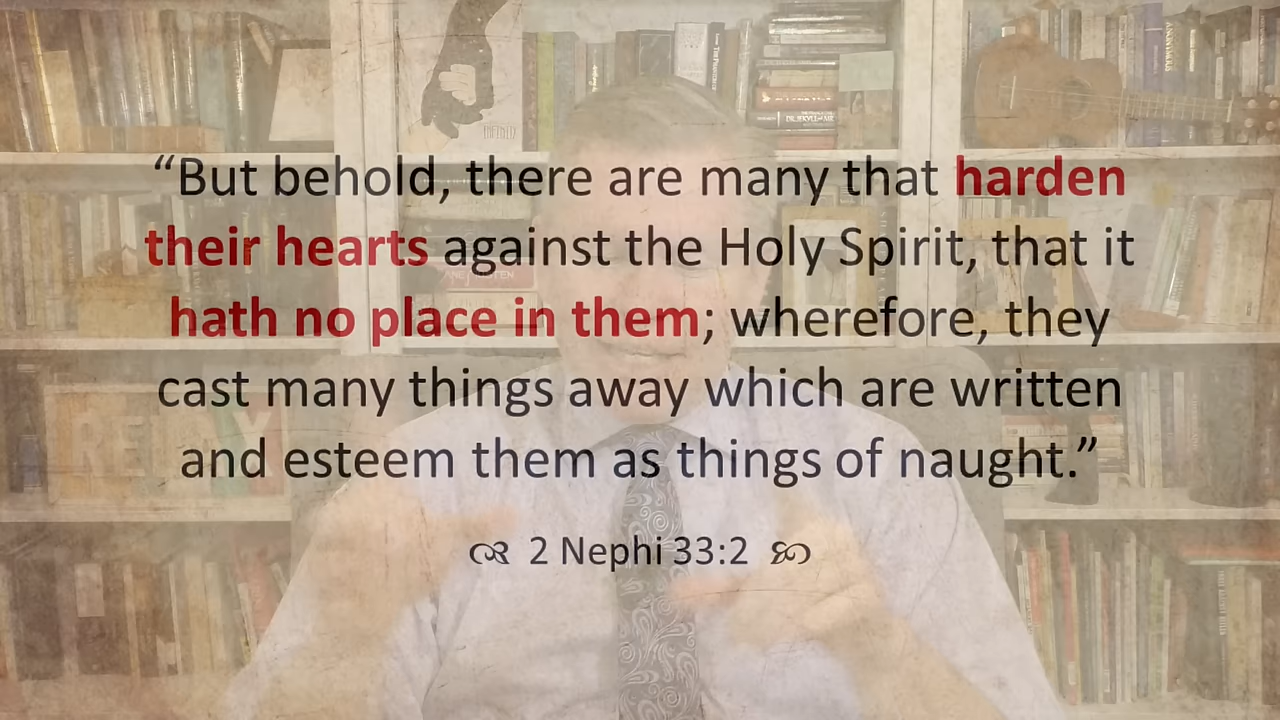 “But behold, there are many that harden
their hearts against the Holy Spirit, that it
hath no place in them; wherefore, they
cast many things away which are written
and esteem them as things of naught.”
2 Nephi 33:2